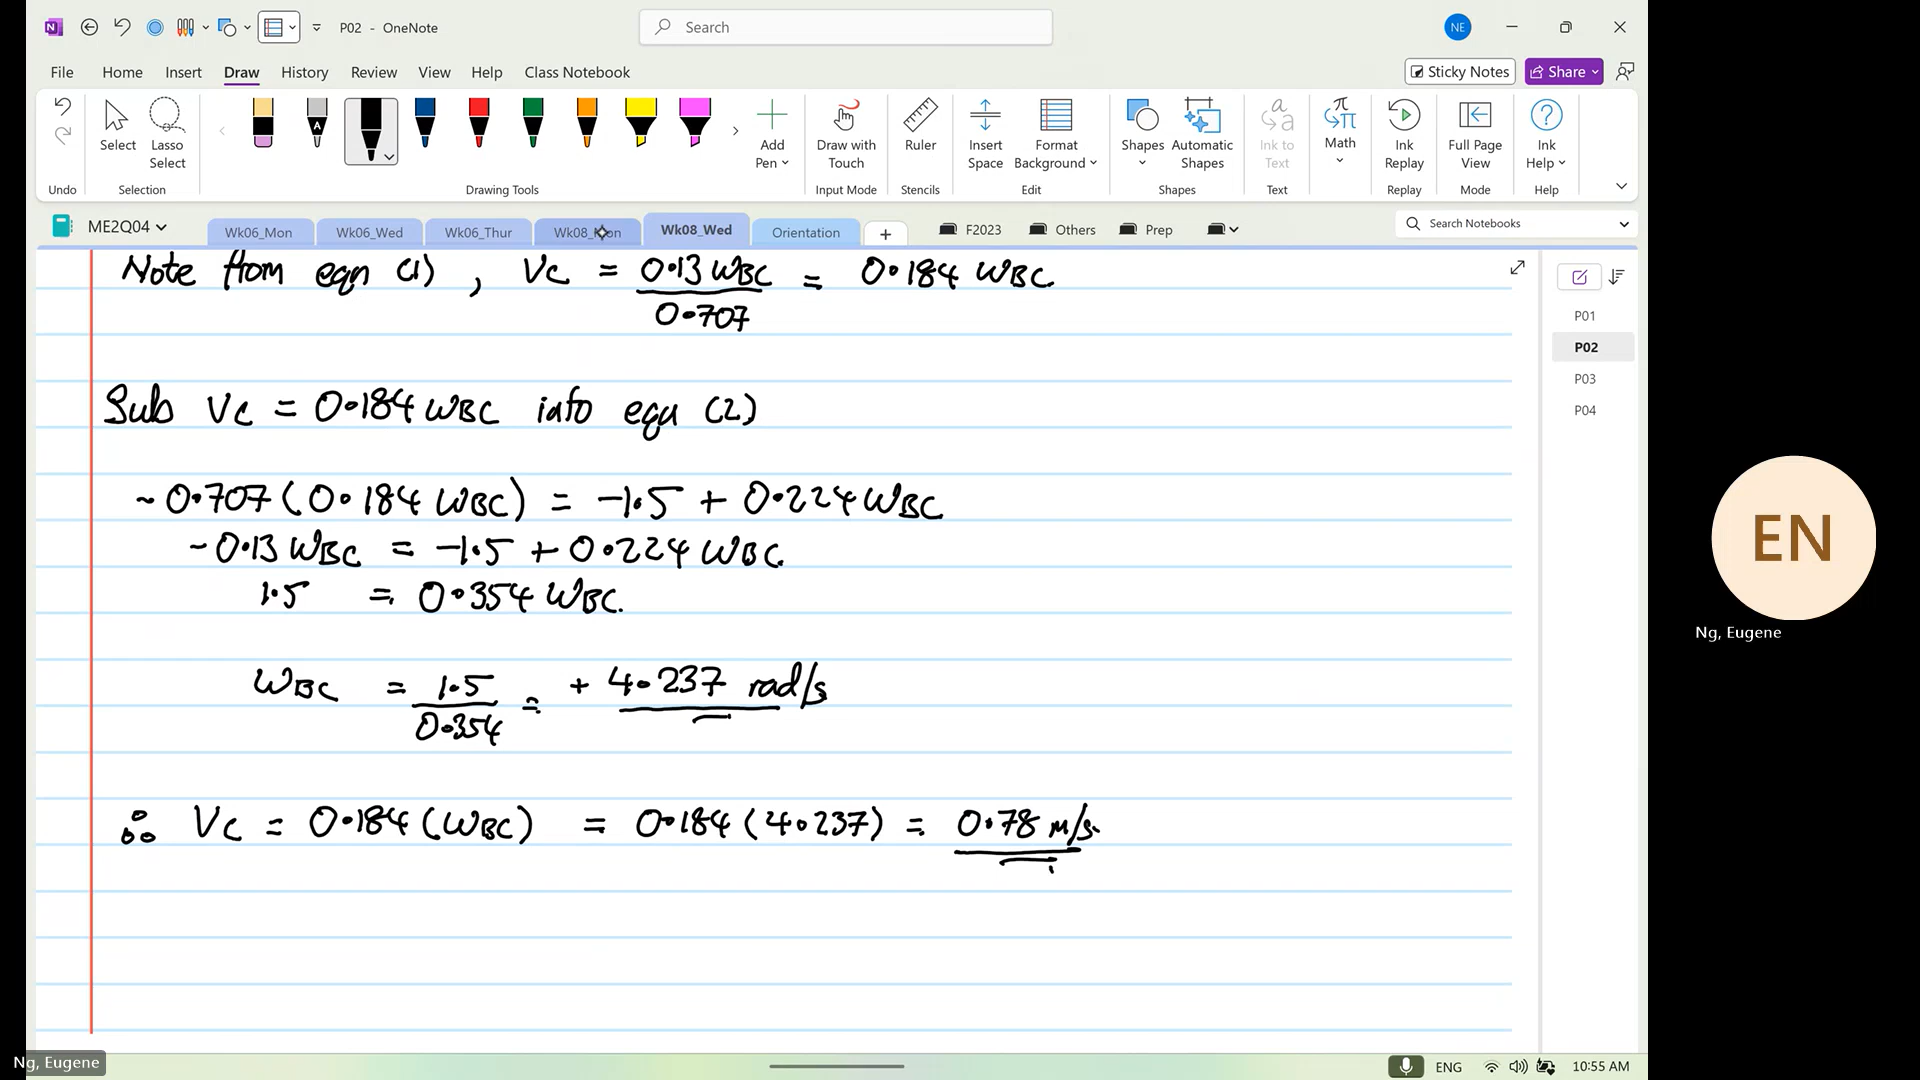 P02 - OneNote
Search
NE
File Home Insert Draw History Review View Help Class Notebook
Sticky Notes
Share
Undo
Select
Lasso Select
Selection
Drawing Tools
Add Pen
Draw with Touch
Input Mode
Ruler
Stencils
Insert Space
Format Background
Edit
Shapes
Automatic Shapes
Shapes
Ink to Text
Text
Math
Ink Replay
Replay
Full Page View
Mode
Ink Help
Help
ME2Q04
Wk06_Mon Wk06_Wed Wk06_Thur Wk08_Mon Wk08_Wed Orientation
F2023 Others Prep
Search Notebooks
P01
P02
P03
P04
Note from eqn (1), Vc = 0.13 WBC / 0.707 = 0.184 WBC
Sub Vc = 0.184 WBC into eqn (2)
-0.707 (0.184 WBC) = -1.5 + 0.224 WBC
-0.13 WBC = -1.5 + 0.224 WBC
1.5 = 0.354 WBC
WBC = 1.5 / 0.354 = + 4.237 rad/s
∴ Vc = 0.184 (WBC) = 0.184 (4.237) = 0.78 m/s
EN
Ng, Eugene
Ng, Eugene
ENG
10:55 AM